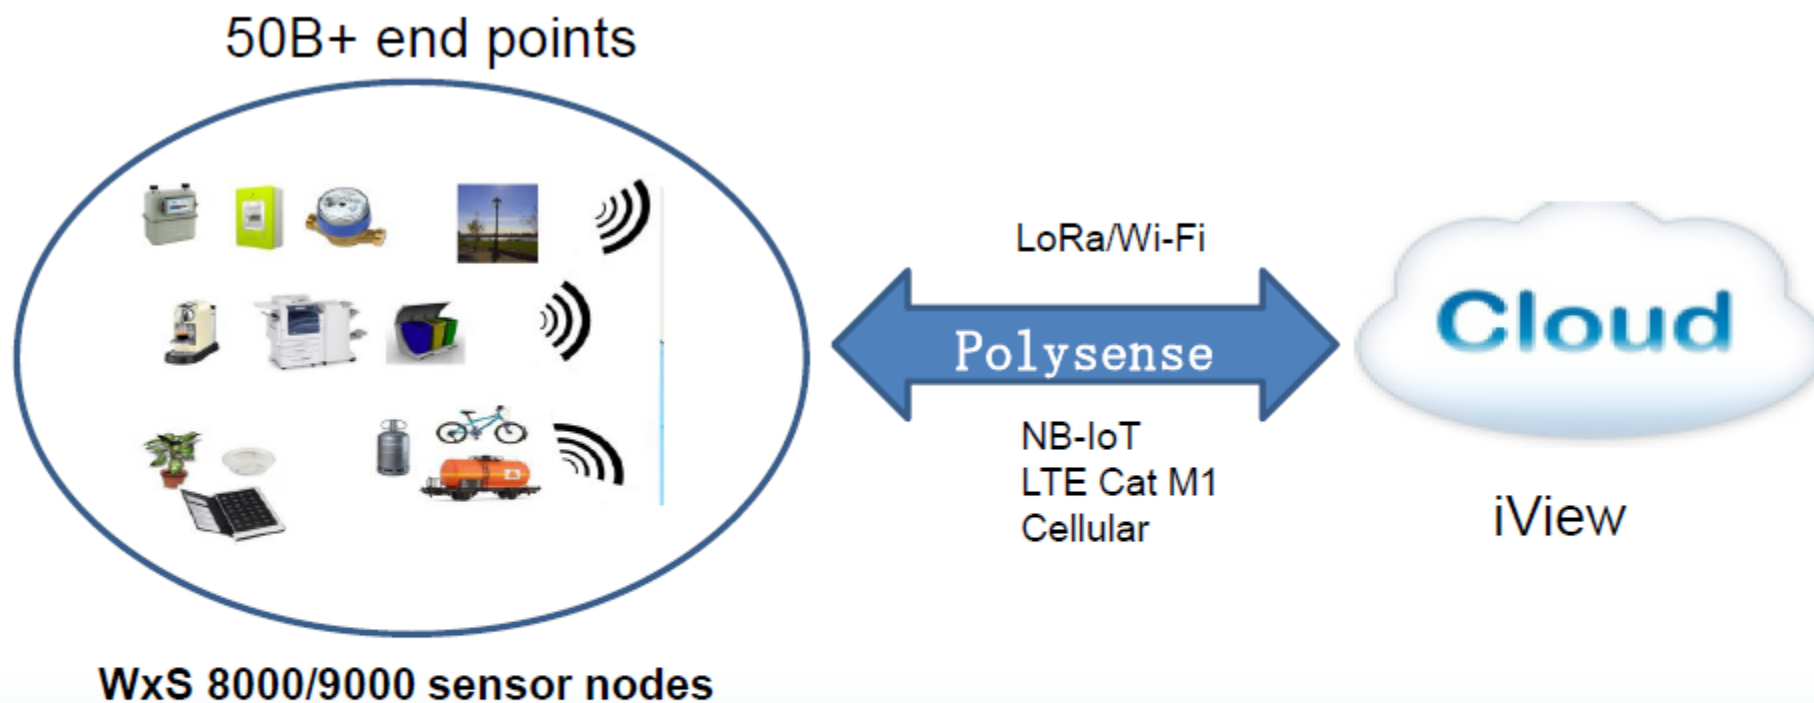 50B+ end points
LoRa/Wi-Fi
Polysense
NB-IoT
LTE Cat M1
Cellular
Cloud
iView
WxS 8000/9000 sensor nodes